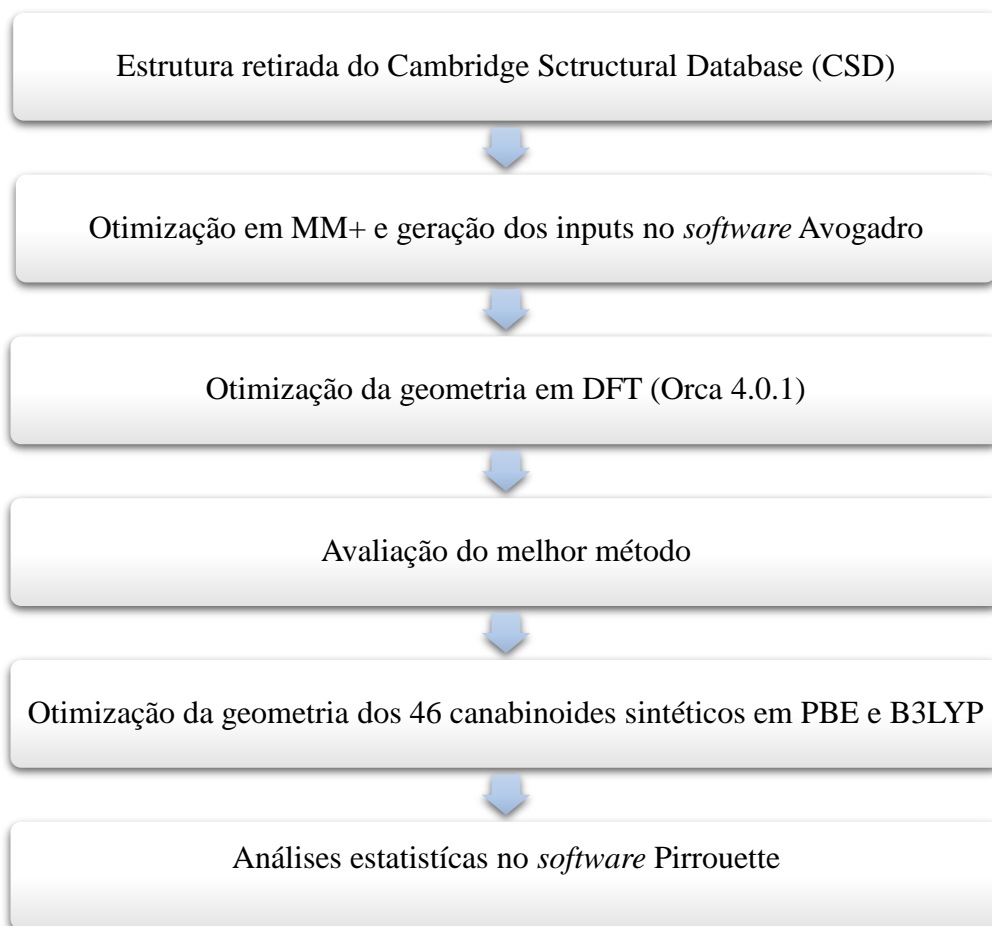 Estrutura retirada do Cambridge Sctructural Database (CSD)
Otimização em MM+ e geração dos inputs no software Avogadro
Otimização da geometria em DFT (Orca 4.0.1)
Avaliação do melhor método
Otimização da geometria dos 46 canabinoides sintéticos em PBE e B3LYP
Análises estatistícas no software Pirrouette